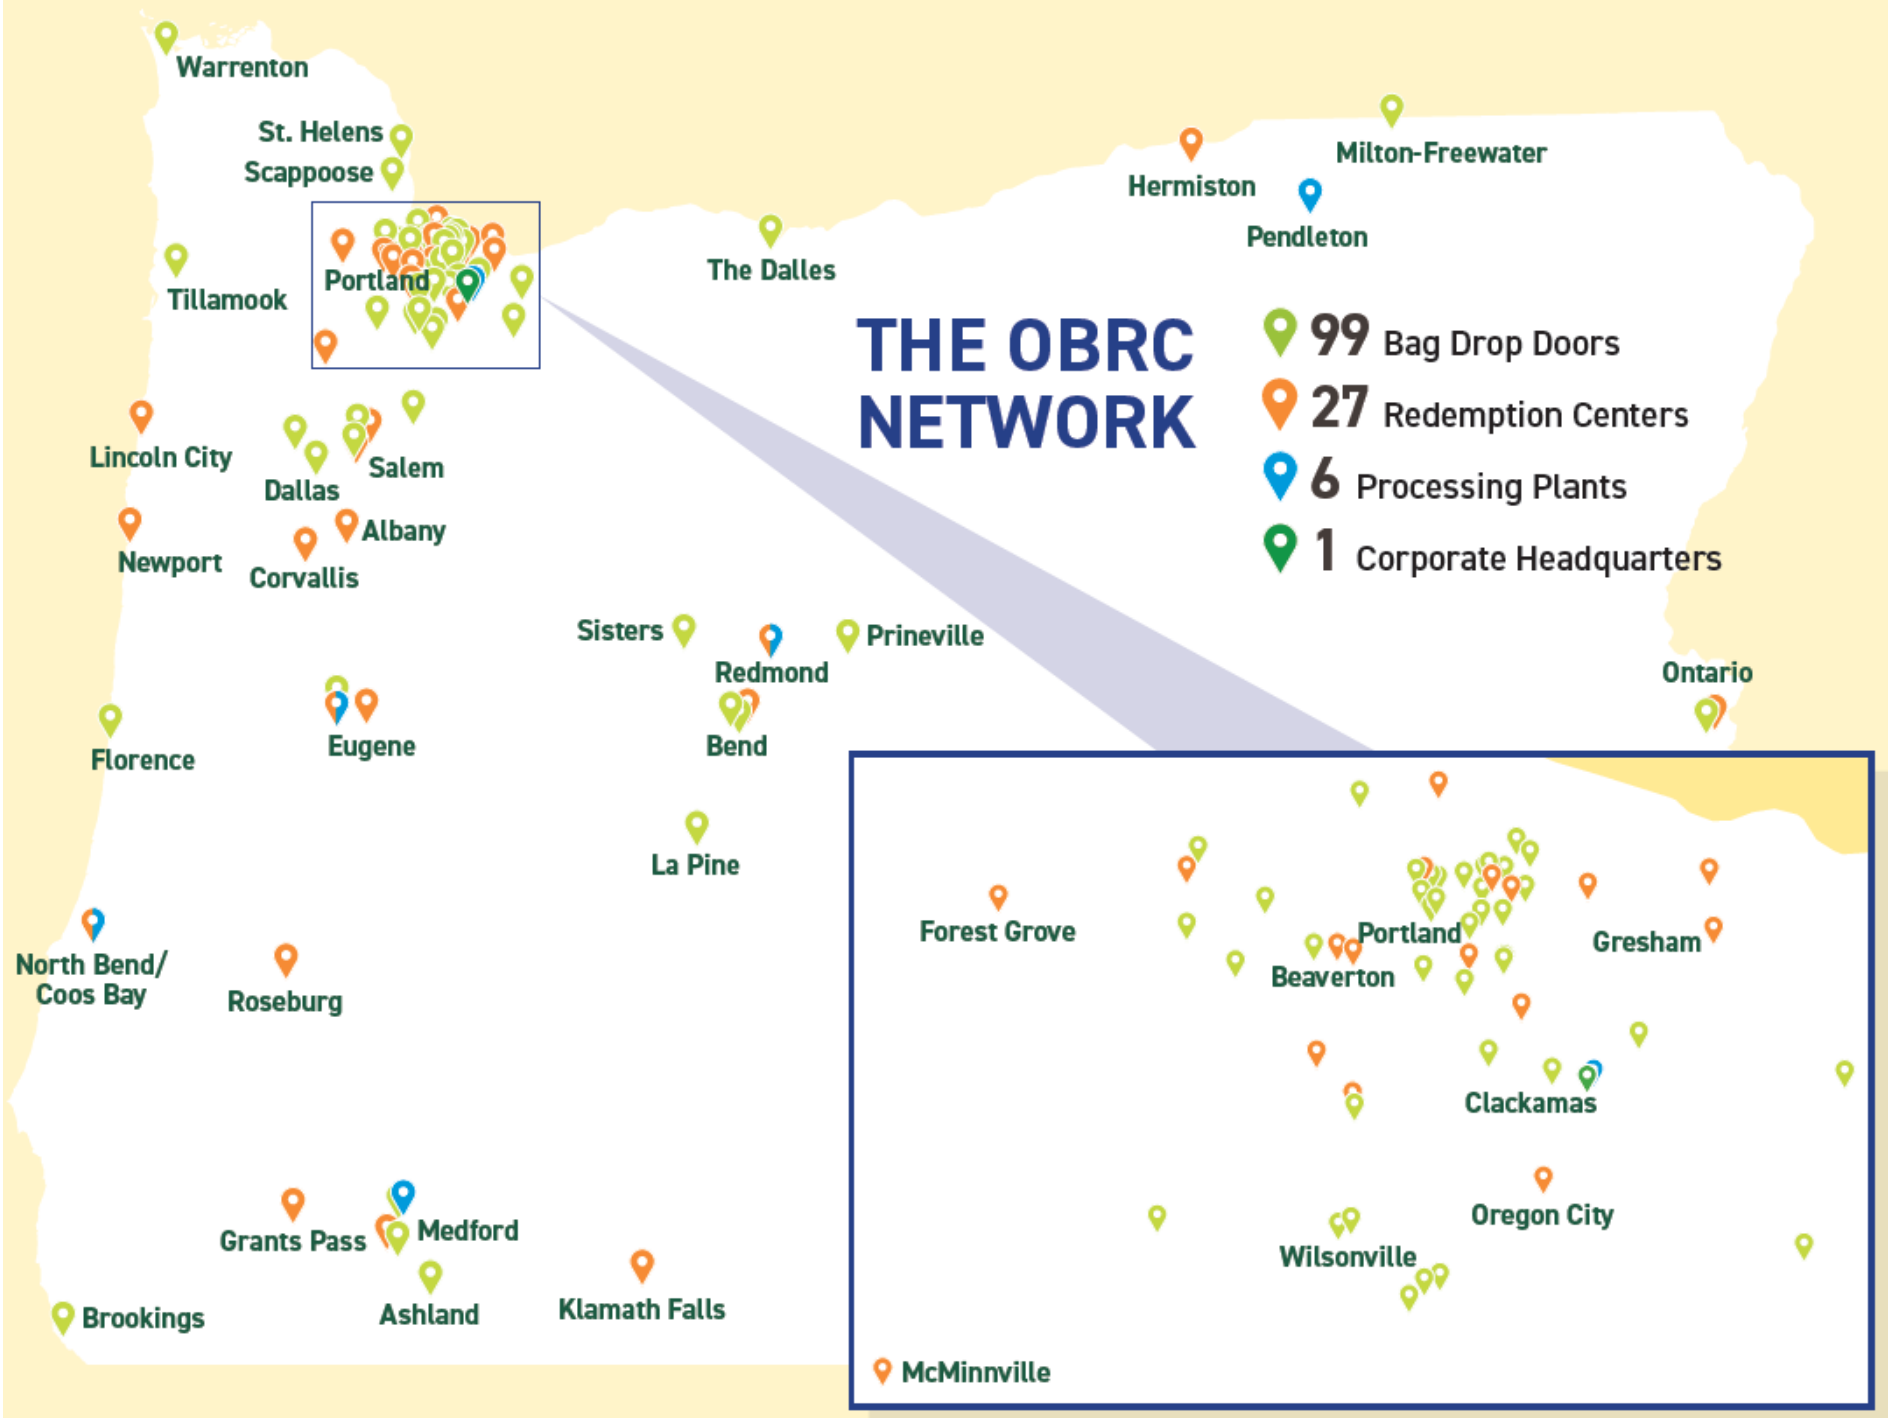 Warrenton
St. Helens
Scappoose
Milton-Freewater
Hermiston
Pendleton
Portland
The Dalles
Tillamook
THE OBRC
NETWORK
99 Bag Drop Doors
27 Redemption Centers
6 Processing Plants
1 Corporate Headquarters
Lincoln City
Salem
Dallas
Albany
Newport
Corvallis
Sisters
Prineville
Redmond
Ontario
Eugene
Bend
Florence
La Pine
North Bend/
Coos Bay
Roseburg
Grants Pass
Medford
Ashland
Klamath Falls
Brookings
Forest Grove
Portland
Gresham
Beaverton
Clackamas
Oregon City
Wilsonville
McMinnville